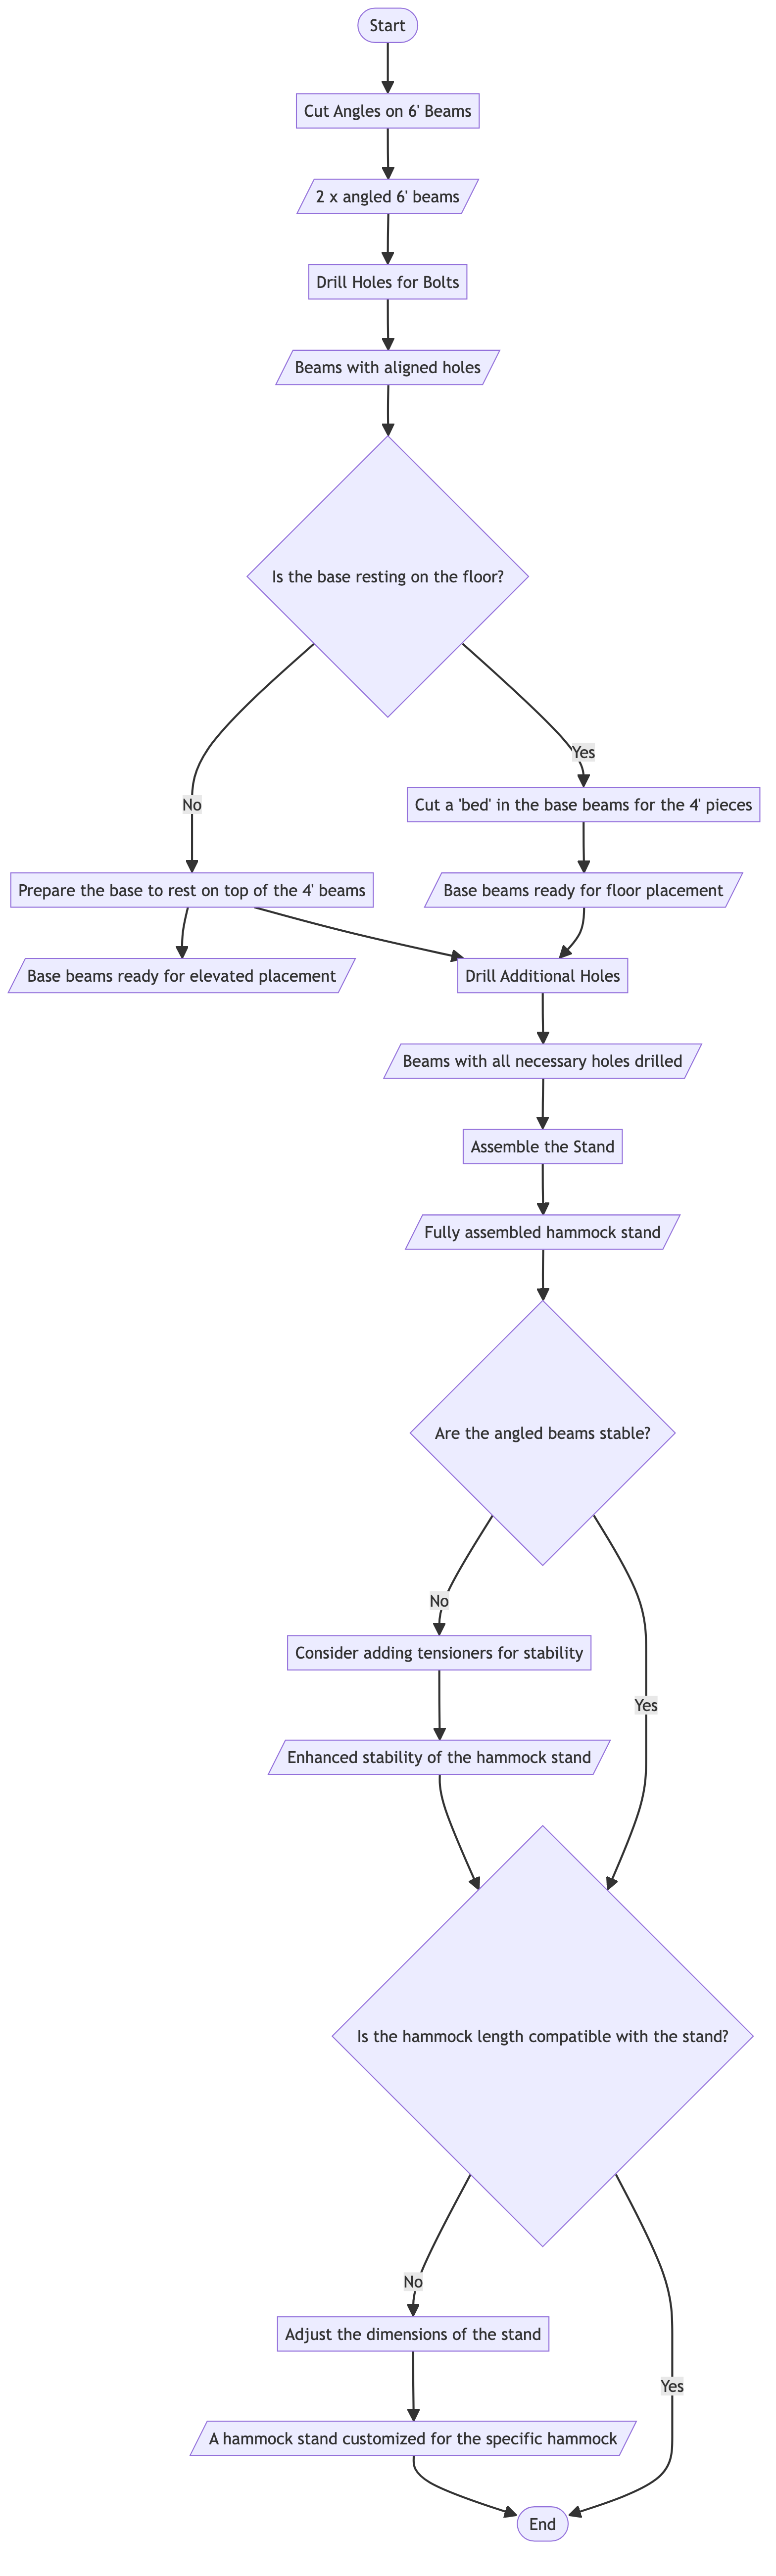 Start
Cut Angles on 6' Beams
2 x angled 6' beams
Drill Holes for Bolts
Beams with aligned holes
Is the base resting on the floor?
Yes
No
Cut a 'bed' in the base beams for the 4' pieces
Prepare the base to rest on top of the 4' beams
Base beams ready for floor placement
Base beams ready for elevated placement
Drill Additional Holes
Beams with all necessary holes drilled
Assemble the Stand
Fully assembled hammock stand
Are the angled beams stable?
No
Consider adding tensioners for stability
Yes
Enhanced stability of the hammock stand
Is the hammock length compatible with the stand?
No
Adjust the dimensions of the stand
Yes
A hammock stand customized for the specific hammock
End